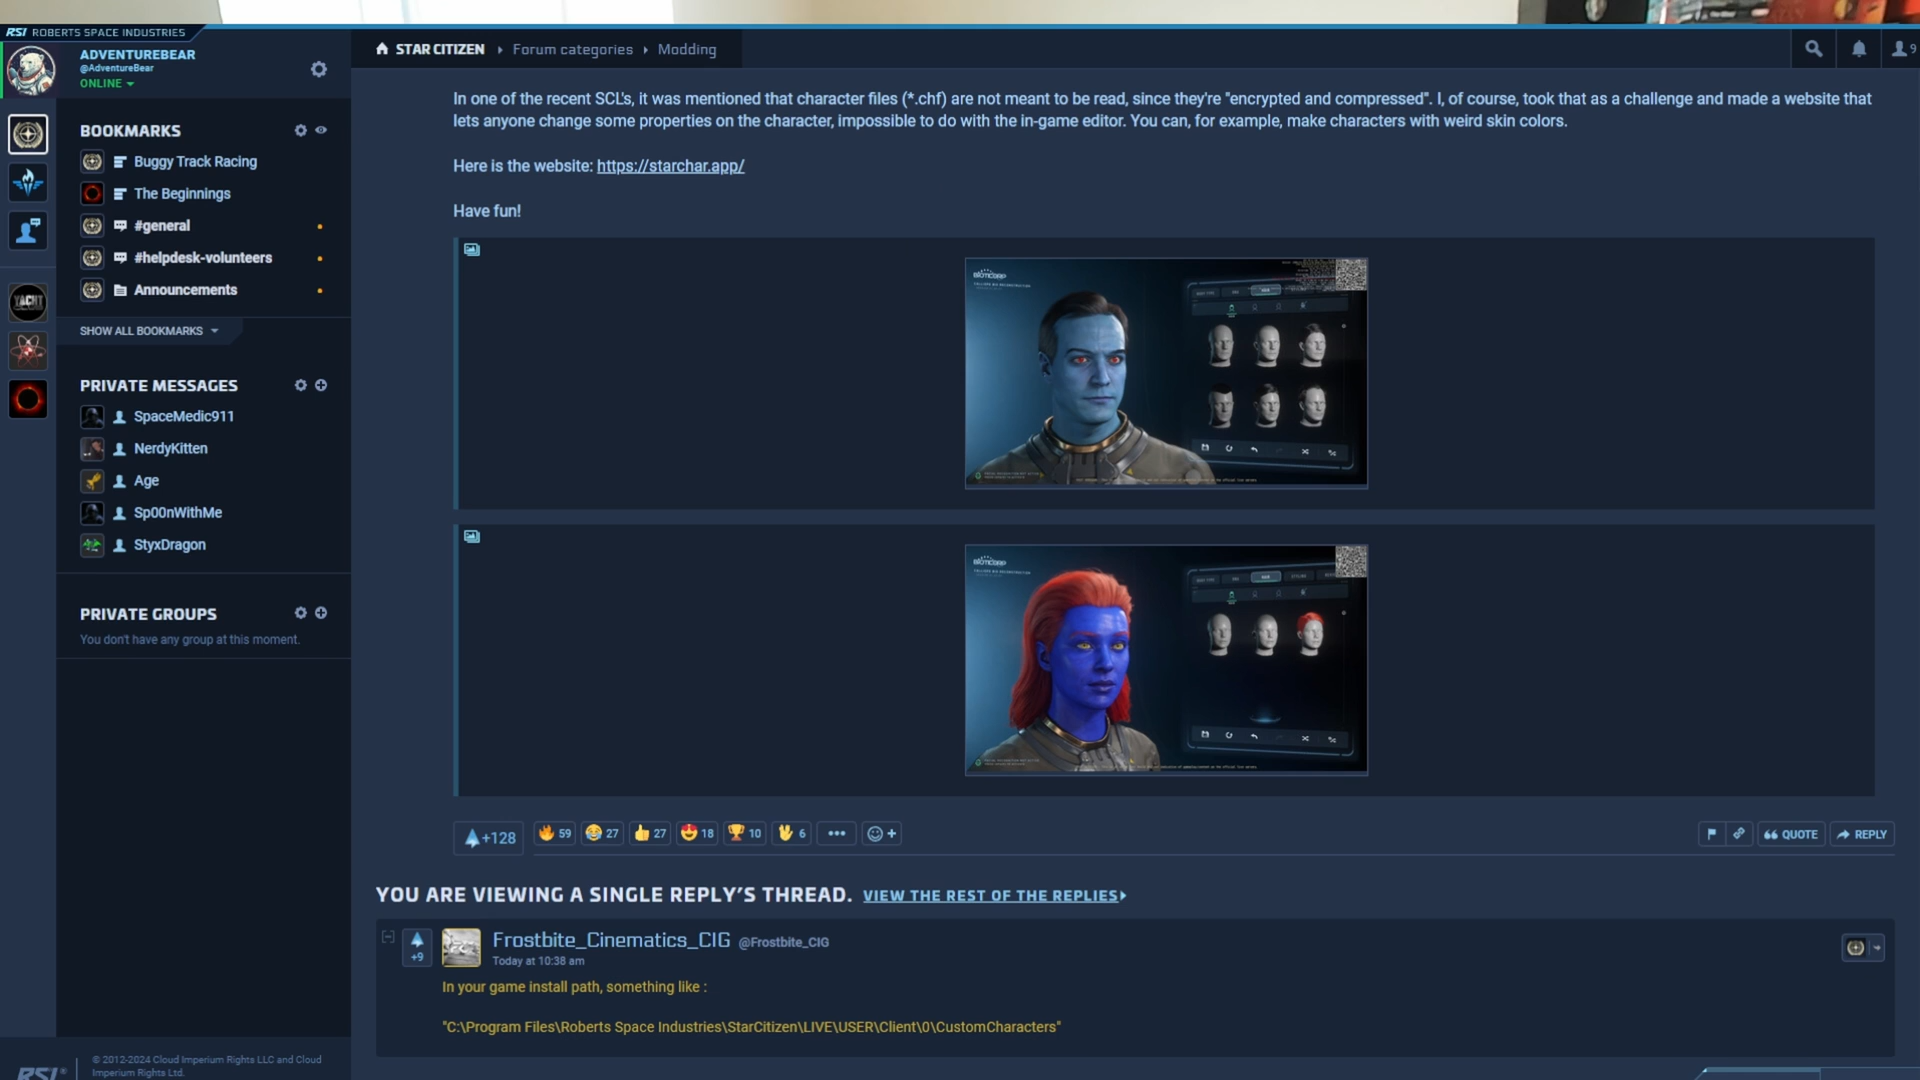 RSI ROBERTS SPACE INDUSTRIES
ADVENTUREBEAR
@AdventureBear
ONLINE
STAR CITIZEN
Forum categories
Modding
9
BOOKMARKS
Buggy Track Racing
The Beginnings
#general
#helpdesk-volunteers
Announcements
SHOW ALL BOOKMARKS
PRIVATE MESSAGES
SpaceMedic911
NerdyKitten
Age
Sp00nWithMe
StyxDragon
PRIVATE GROUPS
You don't have any group at this moment.
YACHT
© 2012-2024 Cloud Imperium Rights LLC and Cloud
Imperium Rights Ltd.
RSI®
In one of the recent SCL's, it was mentioned that character files (*.chf) are not meant to be read, since they're "encrypted and compressed". I, of course, took that as a challenge and made a website that
lets anyone change some properties on the character, impossible to do with the in-game editor. You can, for example, make characters with weird skin colors.
Here is the website: https://starchar.app/
Have fun!
BIOTICORP
BIOTICORP
+128
59
27
27
18
10
6
QUOTE
REPLY
YOU ARE VIEWING A SINGLE REPLY'S THREAD. VIEW THE REST OF THE REPLIES
+9
Frostbite_Cinematics_CIG @Frostbite_CIG
Today at 10:38 am
In your game install path, something like :
"C:\Program Files\Roberts Space Industries\StarCitizen\LIVE\USER\Client\0\CustomCharacters"